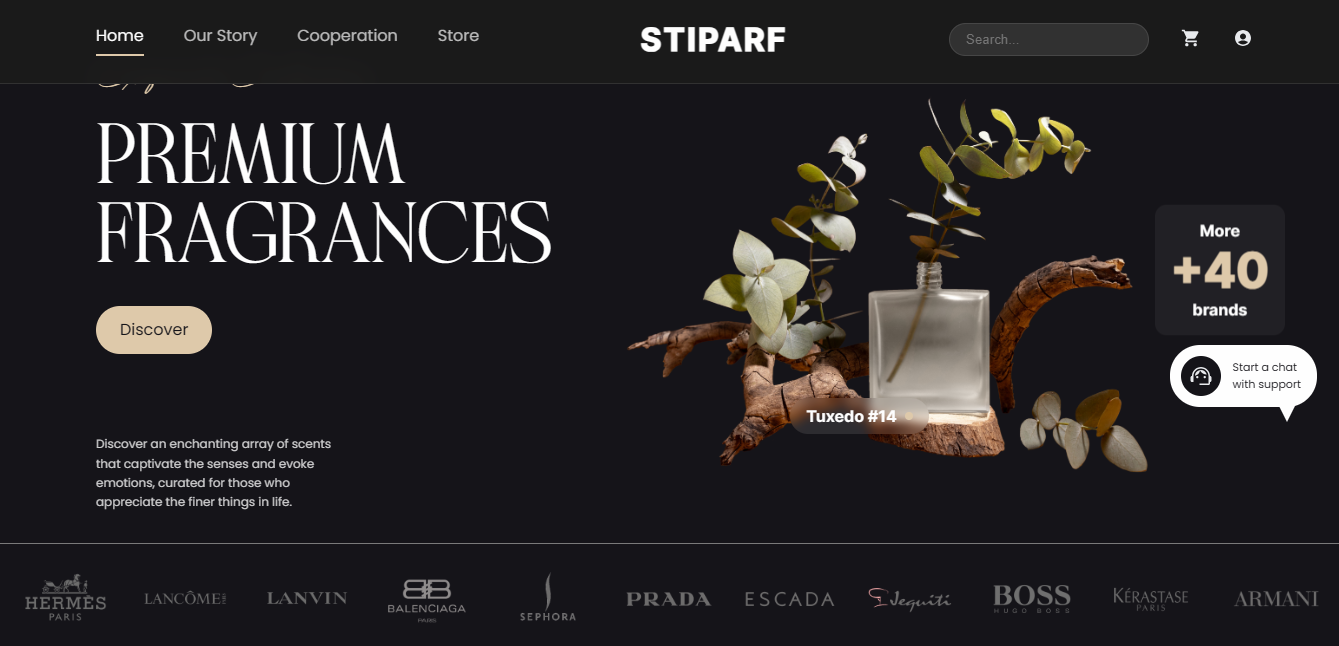 Home
Our Story
Cooperation
Store
STIPARF
Search...
PREMIUM
FRAGRANCES
Discover
More
+40
brands
Start a chat
with support
Tuxedo #14
Discover an enchanting array of scents
that captivate the senses and evoke
emotions, curated for those who
appreciate the finer things in life.
HERMÈS
PARIS
LANCÔME
LANVIN
BALENCIAGA
PARIS
SEPHORA
PRADA
ESCADA
Jequiti
BOSS
HUGO BOSS
KÉRASTASE
PARIS
ARMANI